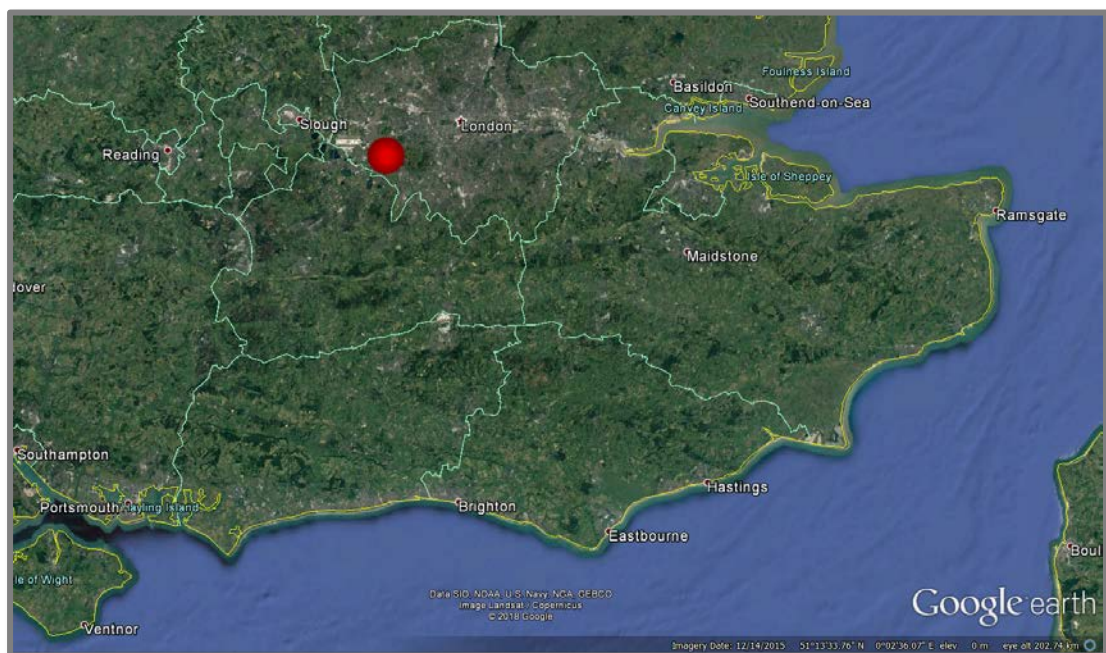 Foulness Island
Basildon
Southend-on-Sea
Canvey Island
Slough
London
Reading
Isle of Sheppey
Ramsgate
Maidstone
dover
Southampton
Portsmouth
ayling Island
Brighton
Hastings
Eastbourne
Boul
le of Wight
Ventnor
Data SIO, NOAA, U.S. Navy, NGA, GEBCO
Image Landsat / Copernicus
© 2018 Google
Google earth
Imagery Date: 12/14/2015 51°13'33.76" N 0°02'36.07" E elev 0 m eye alt 202.74 km